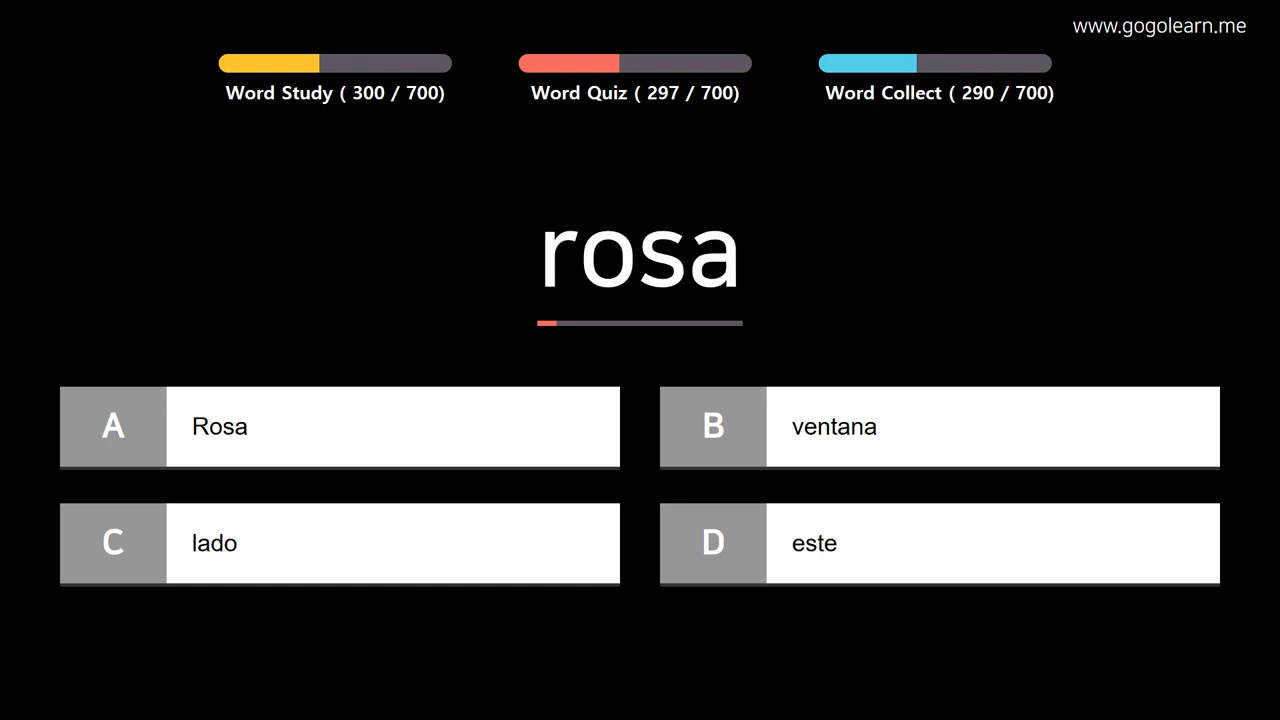 www.gogolearn.me
Word Study ( 300 / 700)
Word Quiz ( 297 / 700)
Word Collect ( 290 / 700)
rosa
A Rosa
B ventana
C lado
D este